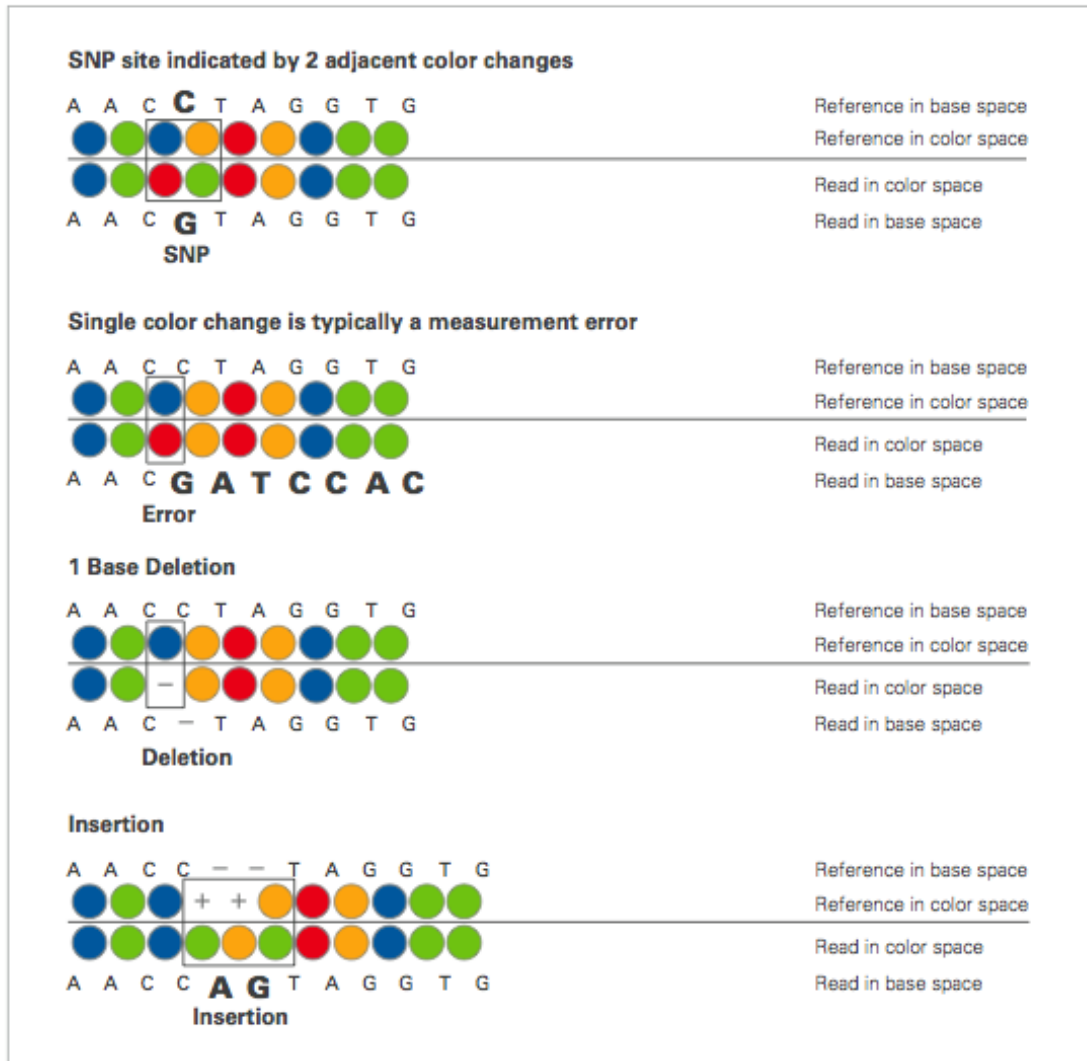 SNP site indicated by 2 adjacent color changes
A A C C T A G G T G Reference in base space
Reference in color space
Read in color space
A A C G T A G G T G Read in base space
SNP
Single color change is typically a measurement error
A A C C T A G G T G Reference in base space
Reference in color space
Read in color space
A A C G A T C C A C Read in base space
Error
1 Base Deletion
A A C C T A G G T G Reference in base space
Reference in color space
– Read in color space
A A C – T A G G T G Read in base space
Deletion
Insertion
A A C C – – T A G G T G Reference in base space
+ + Reference in color space
Read in color space
A A C C A G T A G G T G Read in base space
Insertion